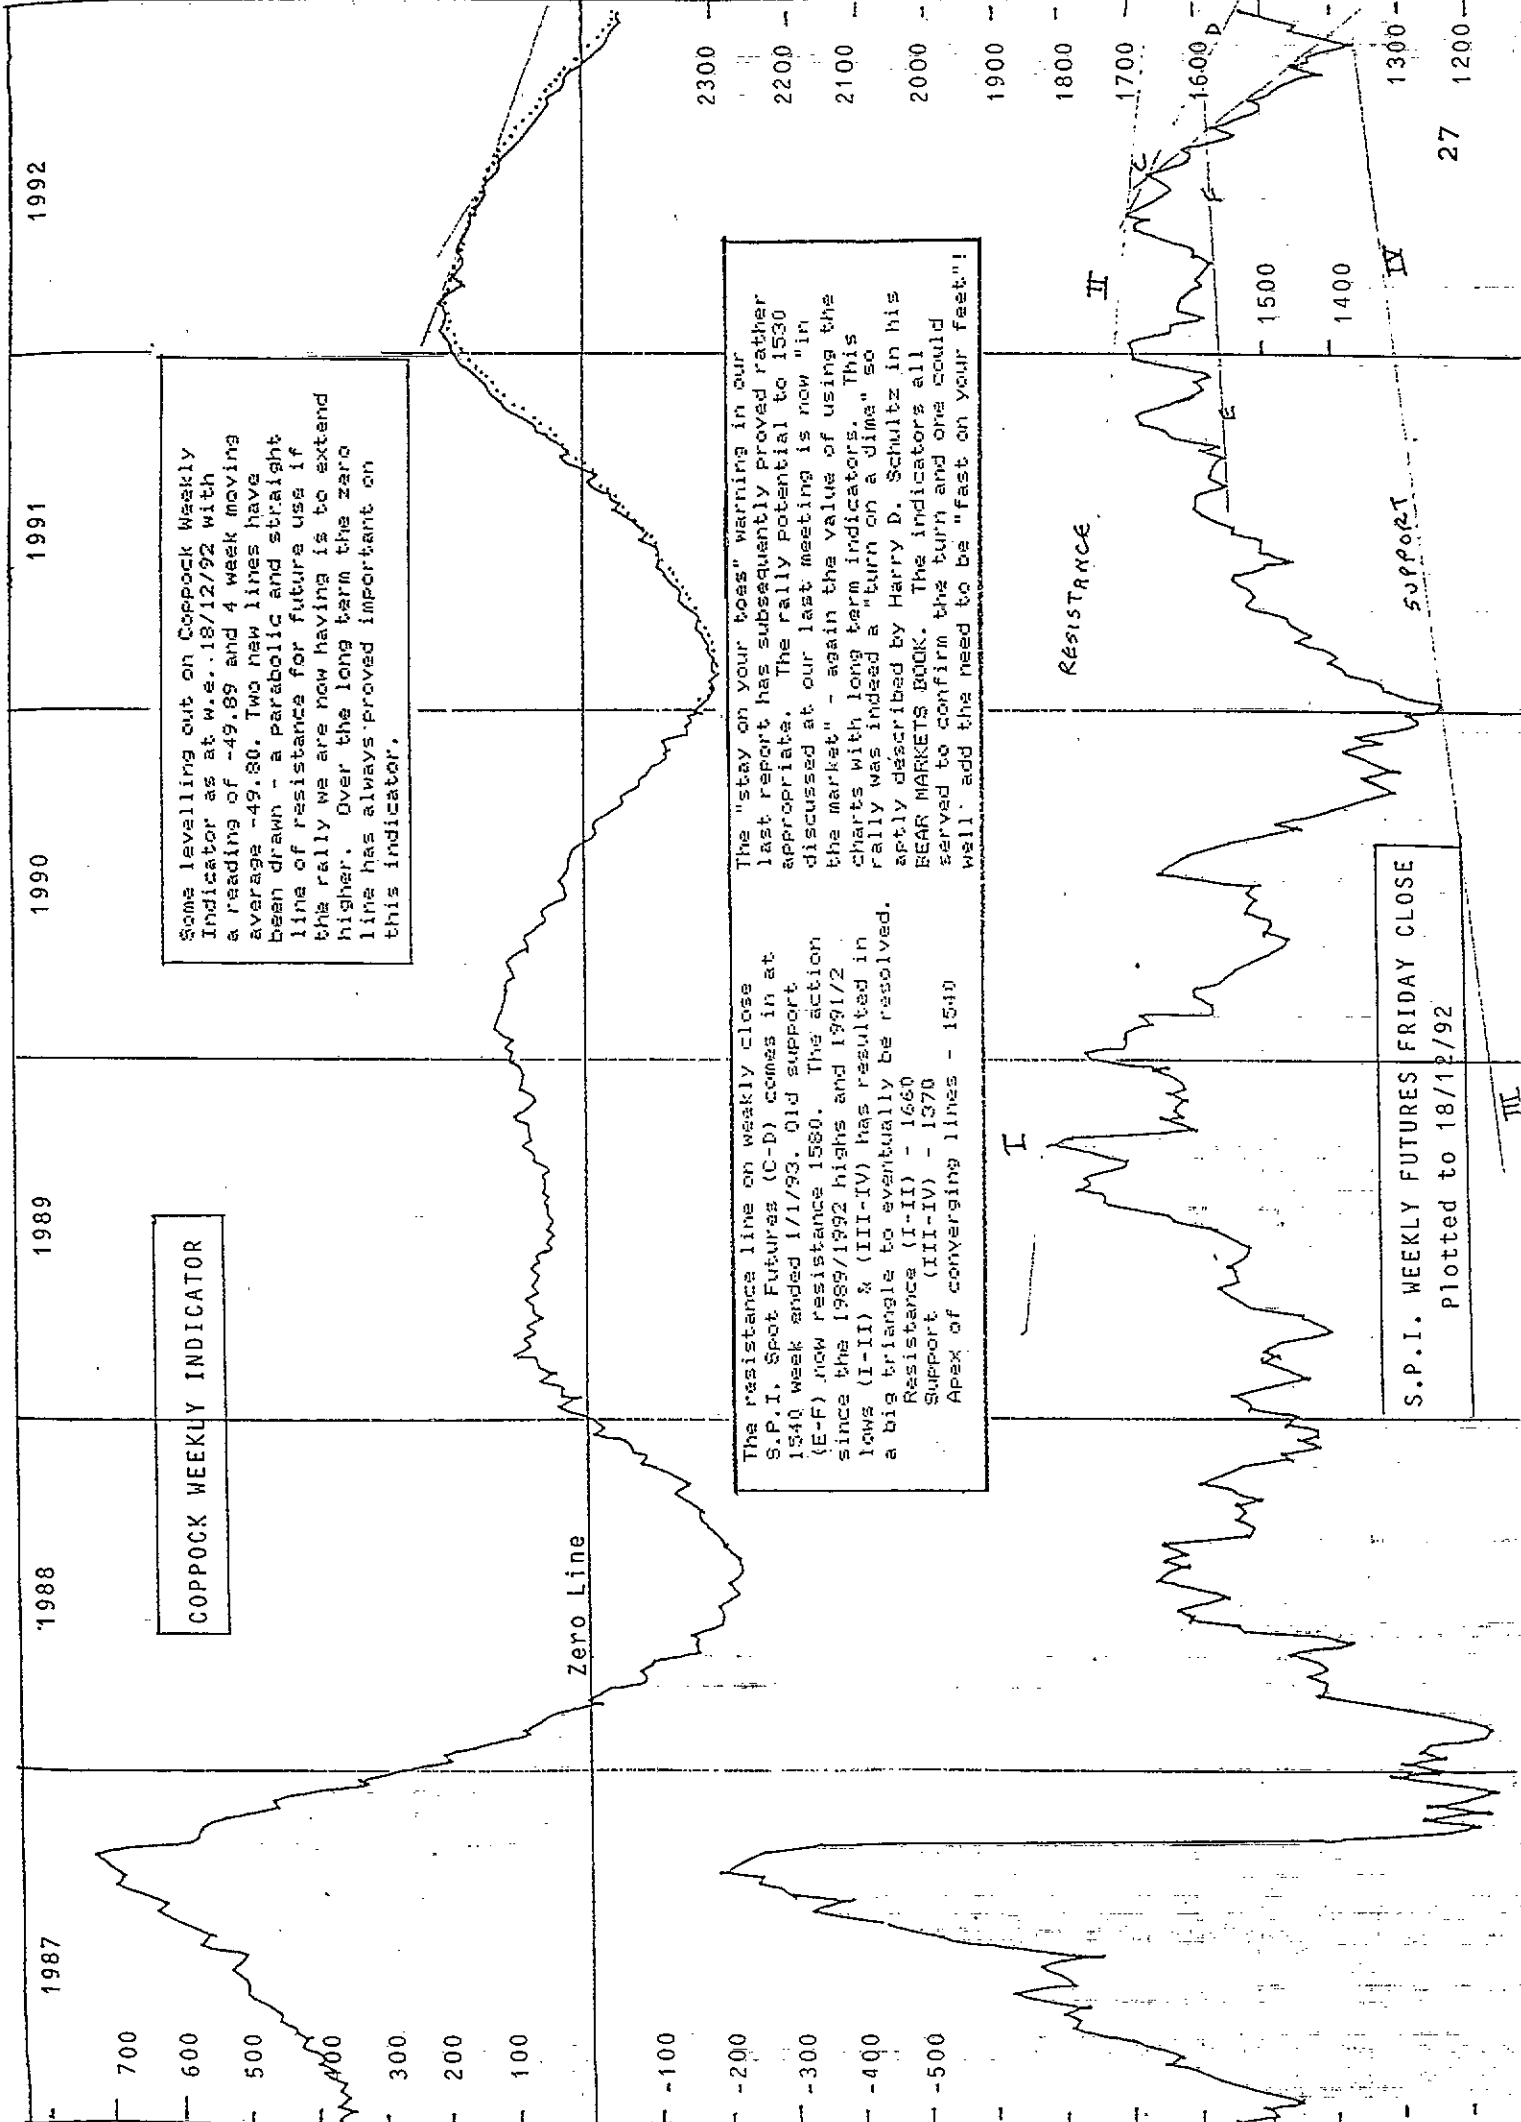 1987
1988
1989
1990
1991
1992
COPPOCK WEEKLY INDICATOR
Some levelling out on Coppock Weekly
Indicator as at w.e. 18/12/92 with
a reading of -49.89 and 4 week moving
average -49.80. Two new lines have
been drawn - a parabolic and straight
line of resistance for future use if
the rally we are now having is to extend
higher. Over the long term the zero
line has always proved important on
this indicator.
700
600
500
400
300
200
100
-100
-200
-300
-400
-500
Zero Line
The resistance line on weekly close
S.P.I. Spot Futures (C-D) comes in at
1540 week ended 1/1/93. Old support
(E-F) now resistance 1580. The action
since the 1989/1992 highs and 1991/2
lows (I-II) & (III-IV) has resulted in
a big triangle to eventually be resolved.
Resistance (I-II) - 1660
Support (III-IV) - 1370
Apex of converging lines - 1540
The "stay on your toes" warning in our
last report has subsequently proved rather
appropriate. The rally potential to 1530
discussed at our last meeting is now "in
the market" - again the value of using the
charts with long term indicators. This
rally was indeed a "turn on a dime" so
aptly described by Harry D. Schultz in his
BEAR MARKETS BOOK. The indicators all
served to confirm the turn and one could
well add the need to be "fast on your feet"!
2300
2200
2100
2000
1900
1800
1700
1600
1500
1400
1300
1200
I
II
III
IV
C
D
E
F
RESISTANCE
SUPPORT
S.P.I. WEEKLY FUTURES FRIDAY CLOSE
Plotted to 18/12/92
27